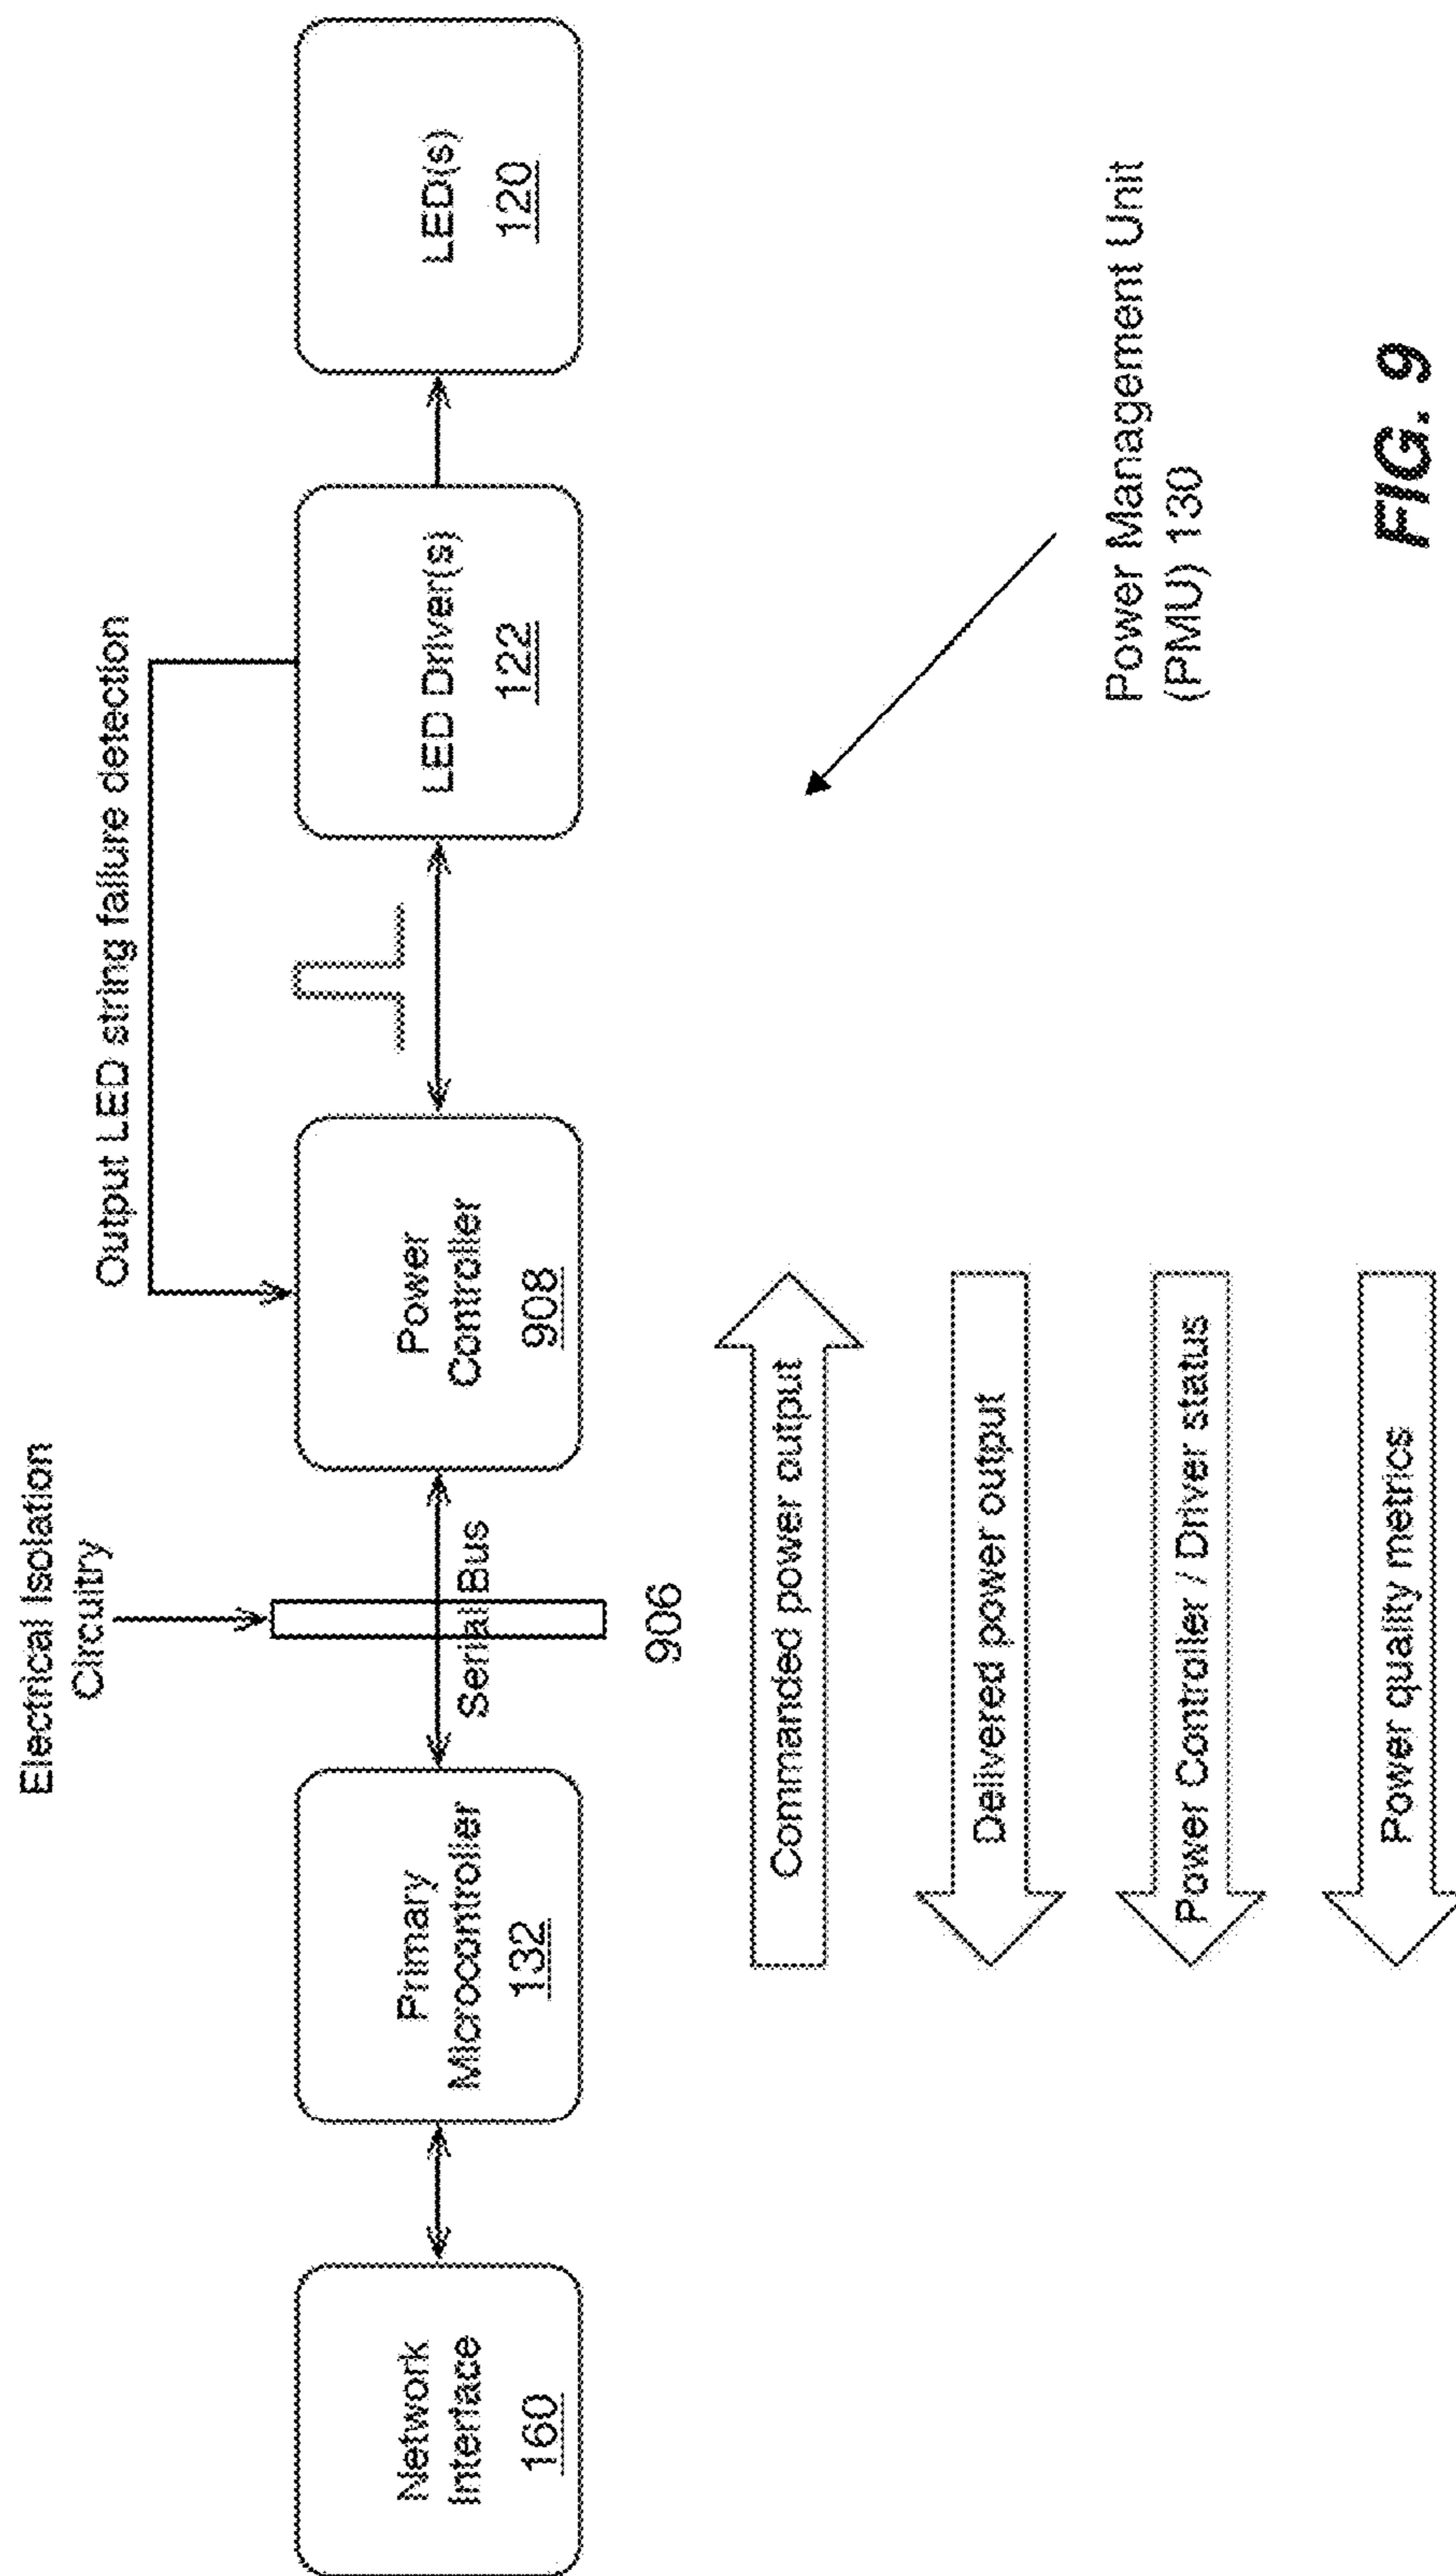 Electrical Isolation
Circuitry
Output LED string failure detection
Network
Interface
160
Primary
Microcontroller
132
Serial Bus
906
Power
Controller
908
LED Driver(s)
122
LED(s)
120
Commanded power output
Delivered power output
Power Controller / Driver status
Power quality metrics
Power Management Unit
(PMU) 130
FIG. 9